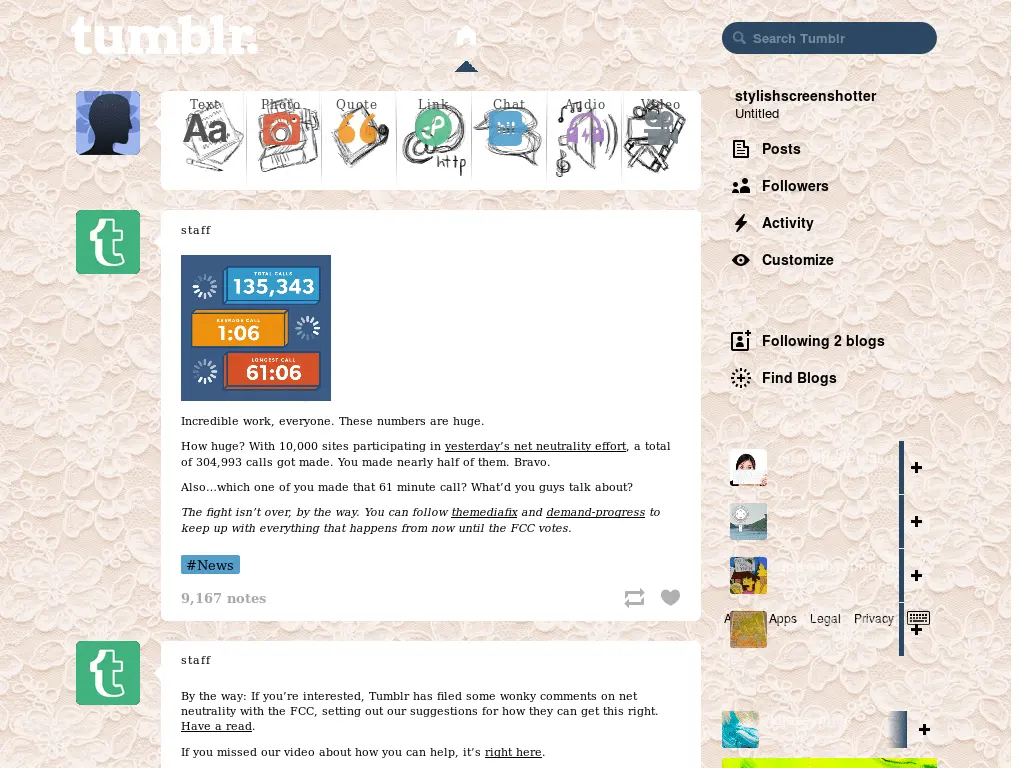 tumblr.
Search Tumblr
Text Photo Quote Link Chat Audio Video
Aa
hi!
http
stylishscreenshotter
Untitled
Posts
Followers
Activity
Customize
Following 2 blogs
Find Blogs
staff
TOTAL CALLS
135,343
AVERAGE CALL
1:06
LONGEST CALL
61:06
Incredible work, everyone. These numbers are huge.
How huge? With 10,000 sites participating in yesterday’s net neutrality effort, a total
of 304,993 calls got made. You made nearly half of them. Bravo.
Also…which one of you made that 61 minute call? What’d you guys talk about?
The fight isn’t over, by the way. You can follow themediafix and demand-progress to
keep up with everything that happens from now until the FCC votes.
#News
9,167 notes
Apps Legal Privacy
staff
By the way: If you’re interested, Tumblr has filed some wonky comments on net
neutrality with the FCC, setting out our suggestions for how they can get this right.
Have a read.
If you missed our video about how you can help, it’s right here.